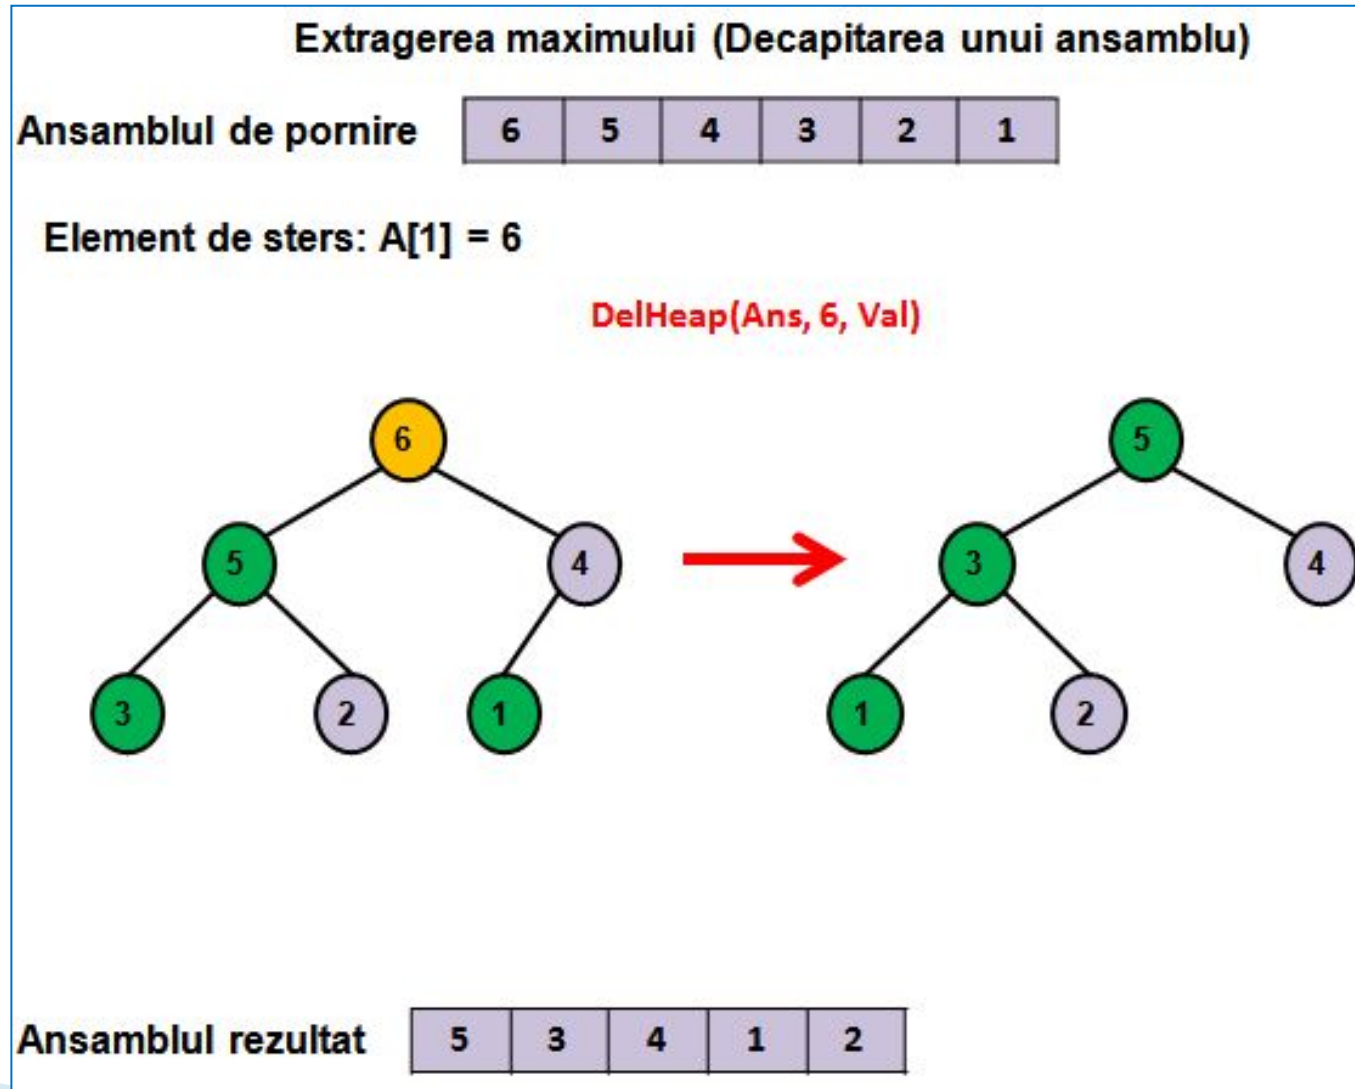 Extragerea maximului (Decapitarea unui ansamblu)
Ansamblul de pornire 6 5 4 3 2 1
Element de sters: A[1] = 6
DelHeap(Ans, 6, Val)
6 5
5 4 3 4
3 2 1 1 2
Ansamblul rezultat 5 3 4 1 2